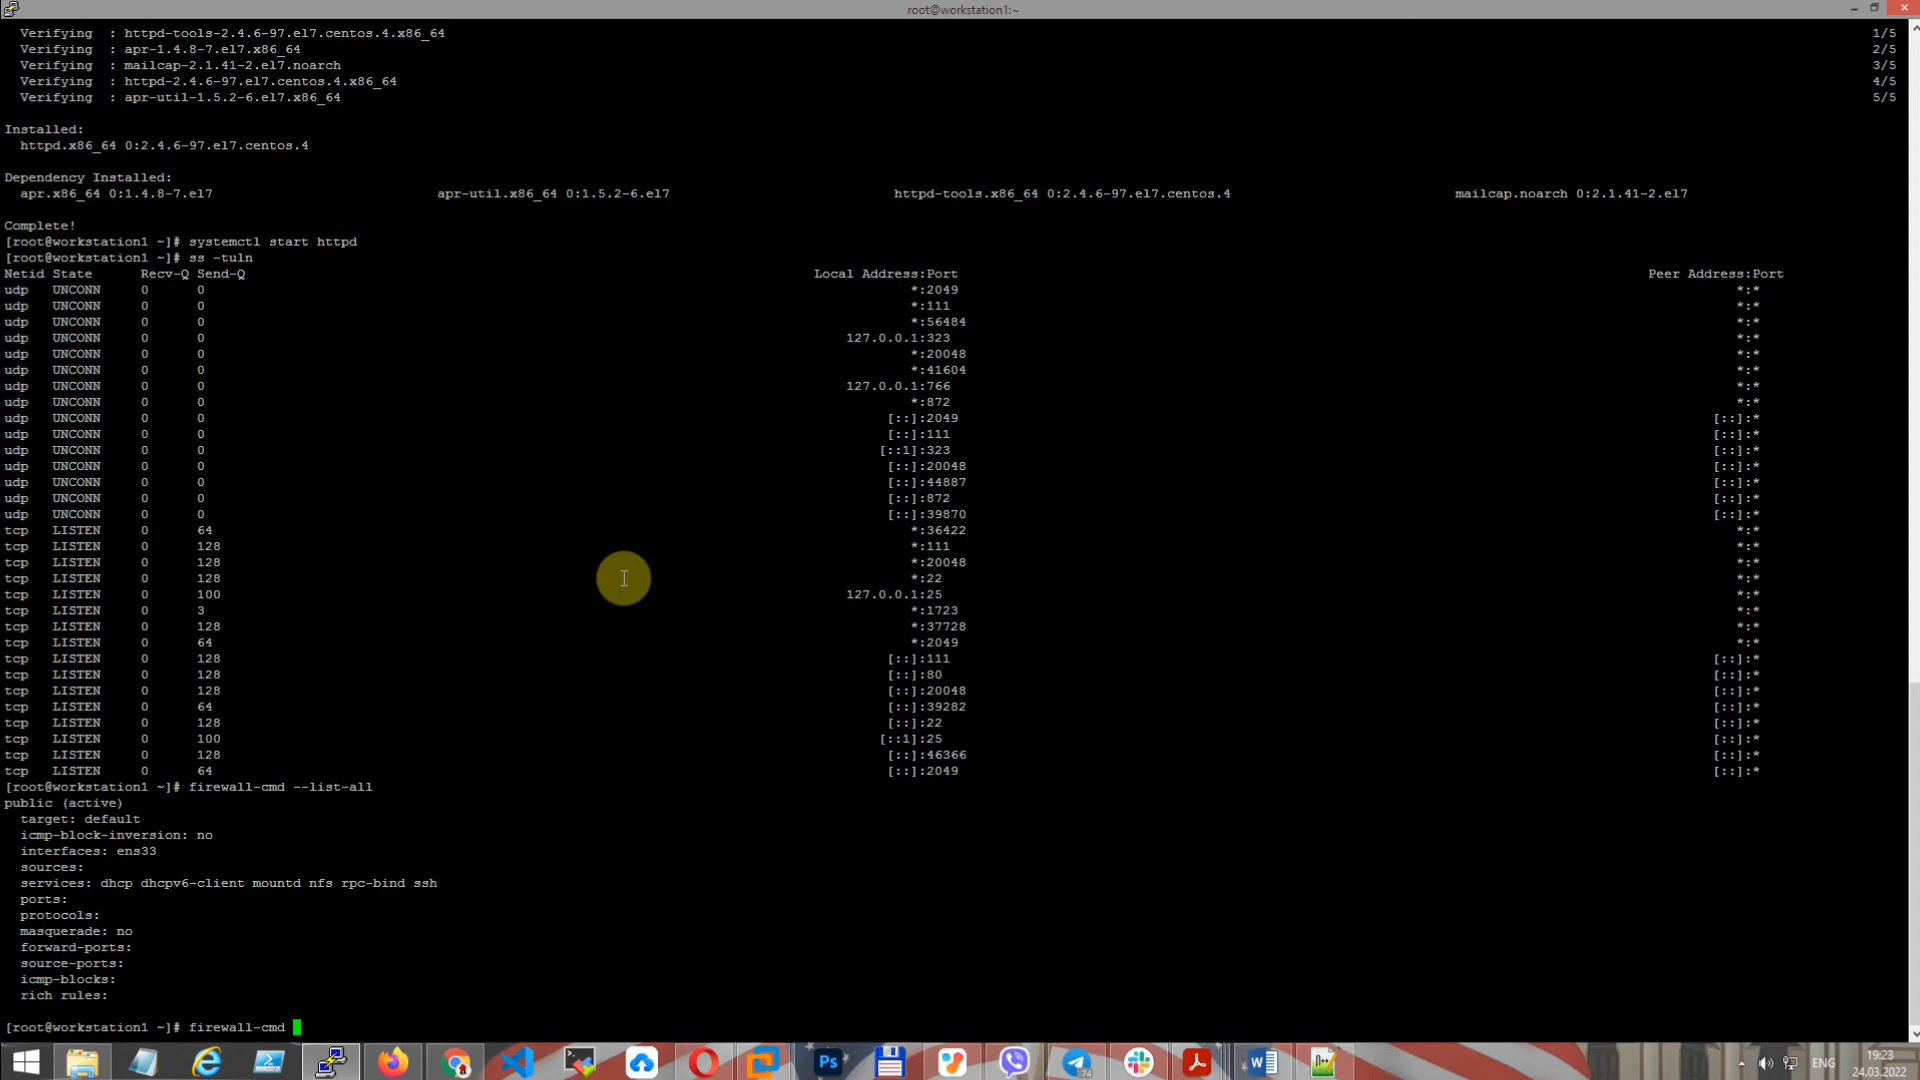 root@workstation1:~
Verifying : httpd-tools-2.4.6-97.el7.centos.4.x86_64 1/5
Verifying : apr-1.4.8-7.el7.x86_64 2/5
Verifying : mailcap-2.1.41-2.el7.noarch 3/5
Verifying : httpd-2.4.6-97.el7.centos.4.x86_64 4/5
Verifying : apr-util-1.5.2-6.el7.x86_64 5/5
Installed:
httpd.x86_64 0:2.4.6-97.el7.centos.4
Dependency Installed:
apr.x86_64 0:1.4.8-7.el7 apr-util.x86_64 0:1.5.2-6.el7 httpd-tools.x86_64 0:2.4.6-97.el7.centos.4 mailcap.noarch 0:2.1.41-2.el7
Complete!
[root@workstation1 ~]# systemctl start httpd
[root@workstation1 ~]# ss -tuln
Netid State Recv-Q Send-Q Local Address:Port Peer Address:Port
udp UNCONN 0 0 *:2049 *:*
udp UNCONN 0 0 *:111 *:*
udp UNCONN 0 0 *:56484 *:*
udp UNCONN 0 0 127.0.0.1:323 *:*
udp UNCONN 0 0 *:20048 *:*
udp UNCONN 0 0 *:41604 *:*
udp UNCONN 0 0 127.0.0.1:766 *:*
udp UNCONN 0 0 *:872 *:*
udp UNCONN 0 0 [::]:2049 [::]:*
udp UNCONN 0 0 [::]:111 [::]:*
udp UNCONN 0 0 [::1]:323 [::]:*
udp UNCONN 0 0 [::]:20048 [::]:*
udp UNCONN 0 0 [::]:44887 [::]:*
udp UNCONN 0 0 [::]:872 [::]:*
udp UNCONN 0 0 [::]:39870 [::]:*
tcp LISTEN 0 64 *:36422 *:*
tcp LISTEN 0 128 *:111 *:*
tcp LISTEN 0 128 *:20048 *:*
tcp LISTEN 0 128 *:22 *:*
tcp LISTEN 0 100 127.0.0.1:25 *:*
tcp LISTEN 0 3 *:1723 *:*
tcp LISTEN 0 128 *:37728 *:*
tcp LISTEN 0 64 *:2049 *:*
tcp LISTEN 0 128 [::]:111 [::]:*
tcp LISTEN 0 128 [::]:80 [::]:*
tcp LISTEN 0 128 [::]:20048 [::]:*
tcp LISTEN 0 64 [::]:39282 [::]:*
tcp LISTEN 0 128 [::]:22 [::]:*
tcp LISTEN 0 100 [::1]:25 [::]:*
tcp LISTEN 0 128 [::]:46366 [::]:*
tcp LISTEN 0 64 [::]:2049 [::]:*
[root@workstation1 ~]# firewall-cmd --list-all
public (active)
target: default
icmp-block-inversion: no
interfaces: ens33
sources:
services: dhcp dhcpv6-client mountd nfs rpc-bind ssh
ports:
protocols:
masquerade: no
forward-ports:
source-ports:
icmp-blocks:
rich rules:
[root@workstation1 ~]# firewall-cmd
Ps
74
W
ENG
19:23
24.03.2022